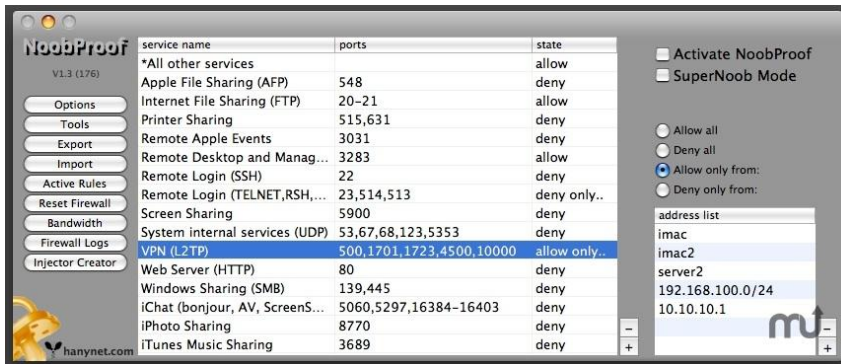 NoobProof
V1.3 (176)
Options
Tools
Export
Import
Active Rules
Reset Firewall
Bandwidth
Firewall Logs
Injector Creator
hanynet.com
service name ports state
*All other services allow
Apple File Sharing (AFP) 548 deny
Internet File Sharing (FTP) 20-21 allow
Printer Sharing 515,631 deny
Remote Apple Events 3031 deny
Remote Desktop and Manag... 3283 allow
Remote Login (SSH) 22 deny
Remote Login (TELNET,RSH,... 23,514,513 deny only..
Screen Sharing 5900 deny
System internal services (UDP) 53,67,68,123,5353 deny
VPN (L2TP) 500,1701,1723,4500,10000 allow only..
Web Server (HTTP) 80 deny
Windows Sharing (SMB) 139,445 deny
iChat (bonjour, AV, ScreenS... 5060,5297,16384-16403 deny
iPhoto Sharing 8770 deny
iTunes Music Sharing 3689 deny
- 
+
Activate NoobProof
SuperNoob Mode
Allow all
Deny all
Allow only from:
Deny only from:
address list
imac
imac2
server2
192.168.100.0/24
10.10.10.1
mu
-
+